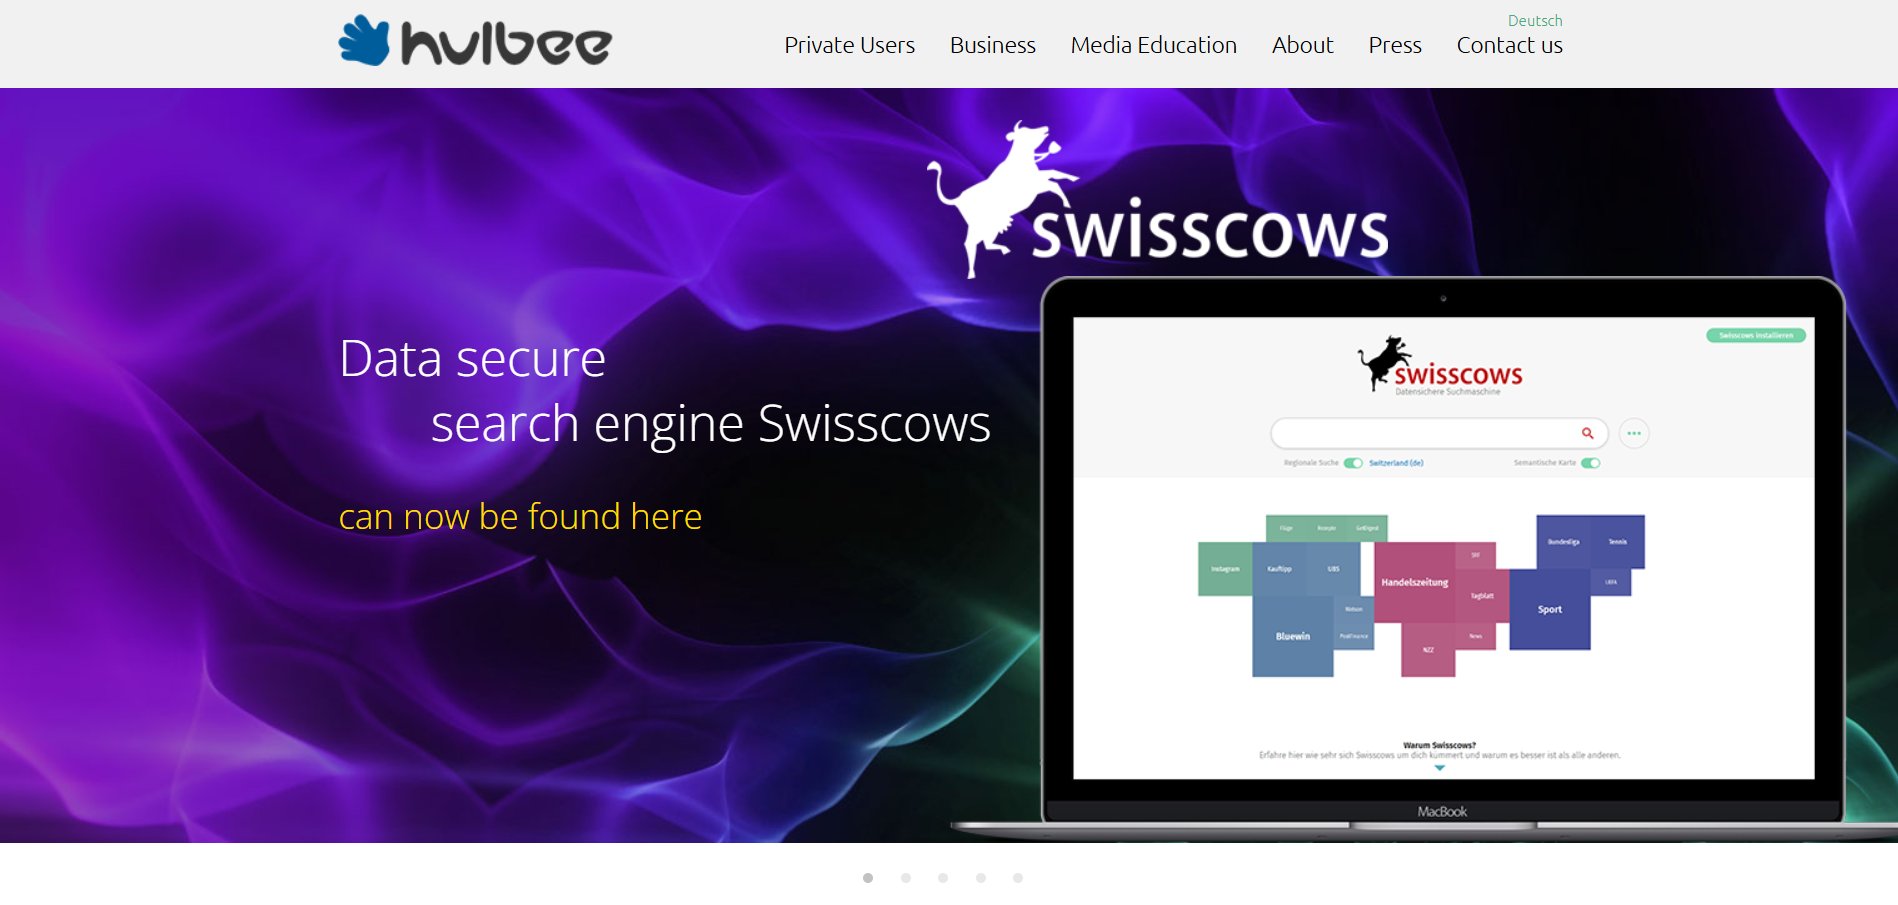 hulbee
Deutsch
Private Users Business Media Education About Press Contact us
swisscows
Data secure
search engine Swisscows
can now be found here
Swisscows installieren
swisscows
Datensichere Suchmaschine
Regionale Suche Switzerland (de) Semantische Karte
Flüge Rezepte GetDigest
Instagram Kauftipp UBS
Bluewin
Netson
PostFinance
Handelszeitung
SRF
Tagblatt
NZZ
News
Bundesliga Tennis
Sport
UEFA
Warum Swisscows?
Erfahre hier wie sehr sich Swisscows um dich kümmert und warum es besser ist als alle anderen.
MacBook